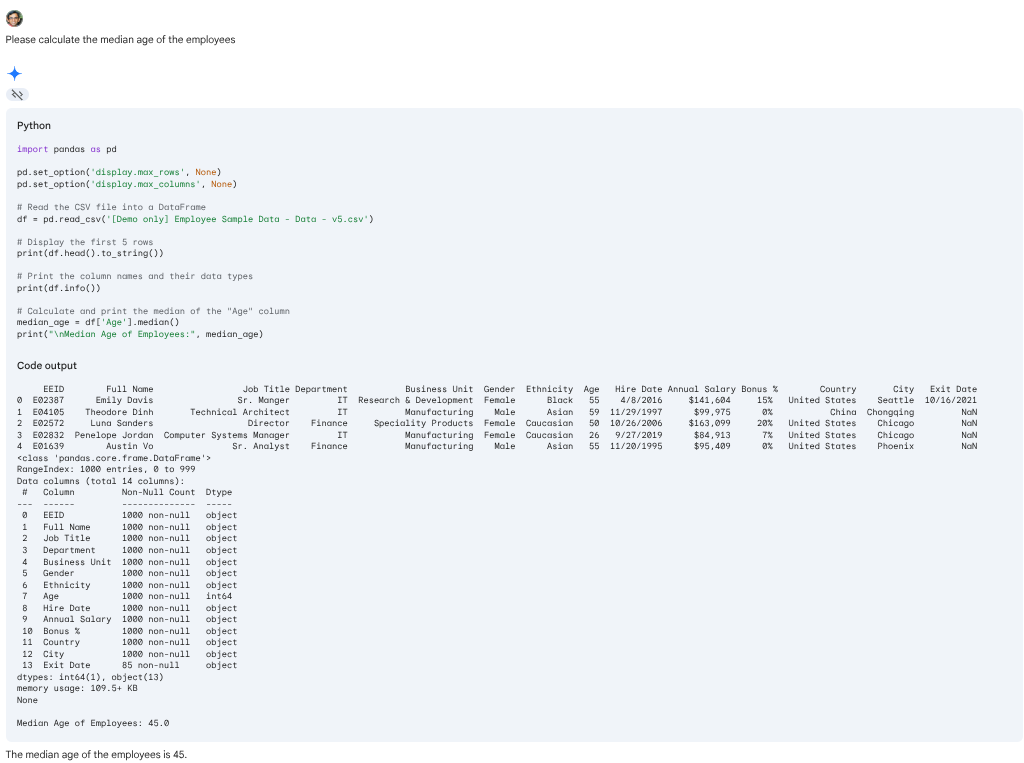 Please calculate the median age of the employees
Python
import pandas as pd
pd.set_option('display.max_rows', None)
pd.set_option('display.max_columns', None)
# Read the CSV file into a DataFrame
df = pd.read_csv('[Demo only] Employee Sample Data - Data - v5.csv')
# Display the first 5 rows
print(df.head().to_string())
# Print the column names and their data types
print(df.info())
# Calculate and print the median of the "Age" column
median_age = df['Age'].median()
print("\nMedian Age of Employees:", median_age)
Code output
EEID Full Name Job Title Department Business Unit Gender Ethnicity Age Hire Date Annual Salary Bonus % Country City Exit Date
0 E02387 Emily Davis Sr. Manger IT Research & Development Female Black 55 4/8/2016 $141,604 15% United States Seattle 10/16/2021
1 E04105 Theodore Dinh Technical Architect IT Manufacturing Male Asian 59 11/29/1997 $99,975 0% China Chongqing NaN
2 E02572 Luna Sanders Director Finance Speciality Products Female Caucasian 50 10/26/2006 $163,099 20% United States Chicago NaN
3 E02832 Penelope Jordan Computer Systems Manager IT Manufacturing Female Caucasian 26 9/27/2019 $84,913 7% United States Chicago NaN
4 E01639 Austin Vo Sr. Analyst Finance Manufacturing Male Asian 55 11/20/1995 $95,409 0% United States Phoenix NaN
<class 'pandas.core.frame.DataFrame'>
RangeIndex: 1000 entries, 0 to 999
Data columns (total 14 columns):
# Column Non-Null Count Dtype
--- ------ -------------- -----
0 EEID 1000 non-null object
1 Full Name 1000 non-null object
2 Job Title 1000 non-null object
3 Department 1000 non-null object
4 Business Unit 1000 non-null object
5 Gender 1000 non-null object
6 Ethnicity 1000 non-null object
7 Age 1000 non-null int64
8 Hire Date 1000 non-null object
9 Annual Salary 1000 non-null object
10 Bonus % 1000 non-null object
11 Country 1000 non-null object
12 City 1000 non-null object
13 Exit Date 85 non-null object
dtypes: int64(1), object(13)
memory usage: 109.5+ KB
None
Median Age of Employees: 45.0
The median age of the employees is 45.